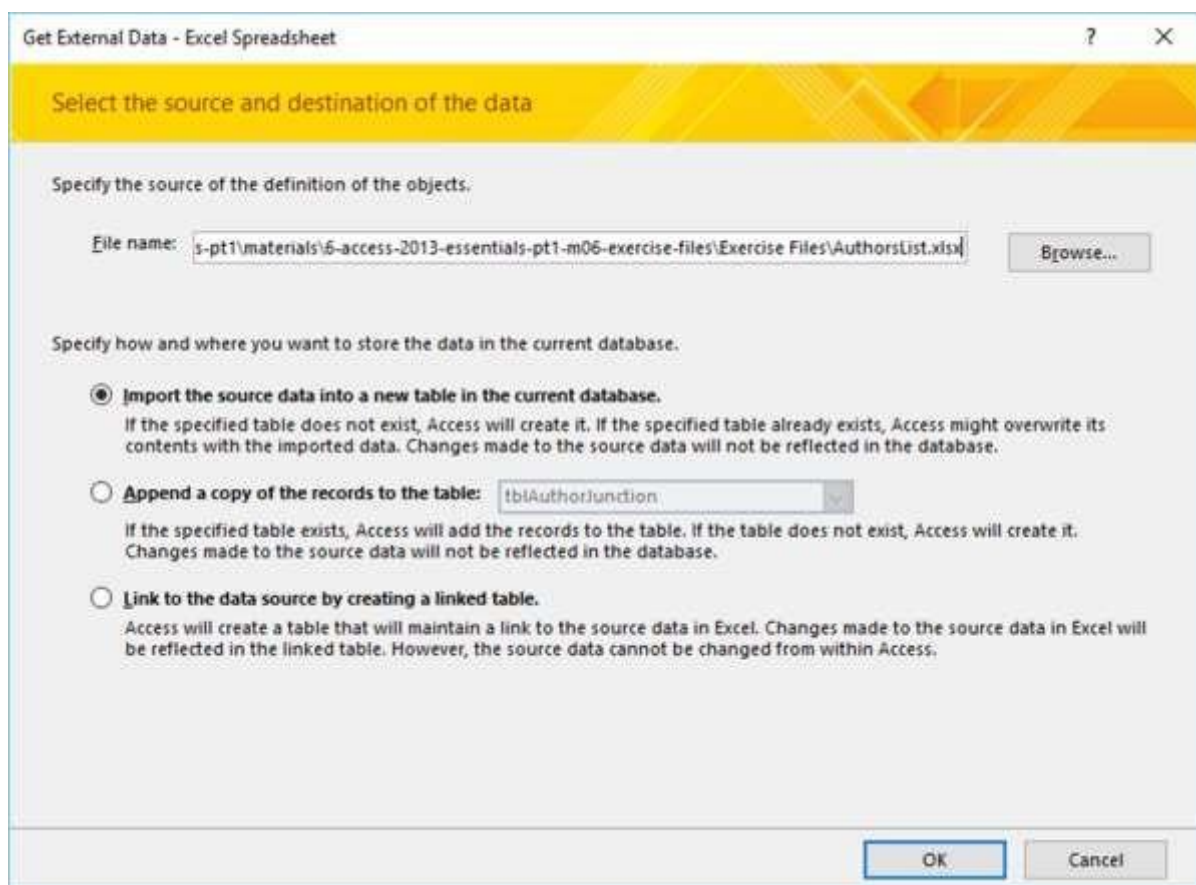 Get External Data - Excel Spreadsheet ? ×
Select the source and destination of the data
Specify the source of the definition of the objects.
File name: s-pt1\materials\6-access-2013-essentials-pt1-m06-exercise-files\Exercise Files\AuthorsList.xlsx Browse...
Specify how and where you want to store the data in the current database.
Import the source data into a new table in the current database.
If the specified table does not exist, Access will create it. If the specified table already exists, Access might overwrite its
contents with the imported data. Changes made to the source data will not be reflected in the database.
Append a copy of the records to the table: tblAuthorJunction
If the specified table exists, Access will add the records to the table. If the table does not exist, Access will create it.
Changes made to the source data will not be reflected in the database.
Link to the data source by creating a linked table.
Access will create a table that will maintain a link to the source data in Excel. Changes made to the source data in Excel will
be reflected in the linked table. However, the source data cannot be changed from within Access.
OK Cancel